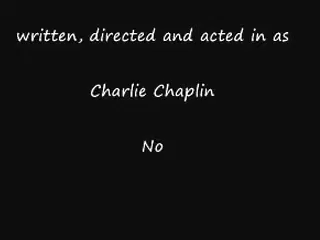 written, directed and acted in as
Charlie Chaplin
No